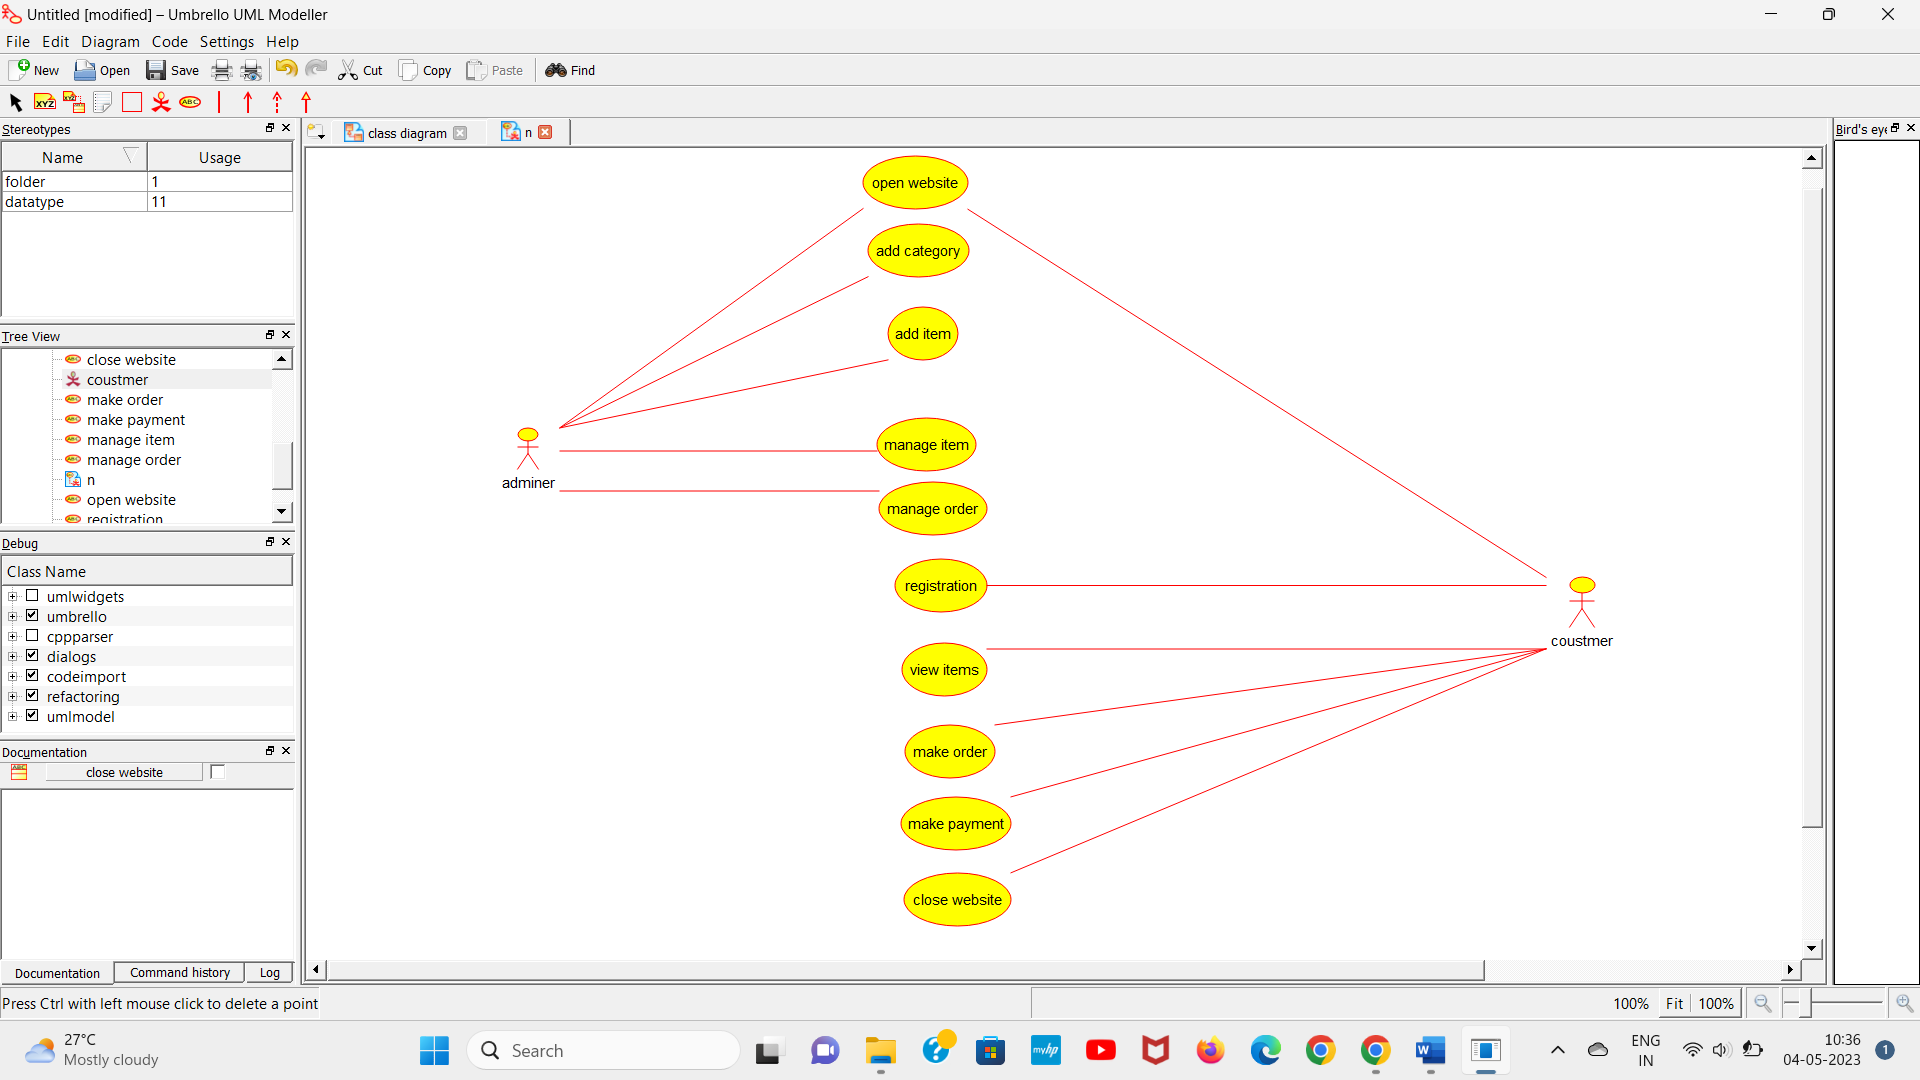 Untitled [modified] – Umbrello UML Modeller
File Edit Diagram Code Settings Help
New Open Save Cut Copy Paste Find
XYZ XYZ ABC
Stereotypes
Name Usage
folder 1
datatype 11
Tree View
close website
coustmer
make order
make payment
manage item
manage order
n
open website
registration
Debug
Class Name
umlwidgets
umbrello
cppparser
dialogs
codeimport
refactoring
umlmodel
Documentation
close website
Documentation Command history Log
class diagram n
open website
add category
add item
manage item
adminer
manage order
registration
coustmer
view items
make order
make payment
close website
Bird's eye
Press Ctrl with left mouse click to delete a point
100% Fit 100%
27°C
Mostly cloudy
Search
myhp
W
ENG
IN
10:36
04-05-2023
1